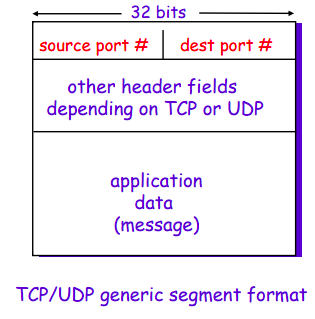 32 bits
source port # dest port #
other header fields
depending on TCP or UDP
application
data
(message)
TCP/UDP generic segment format